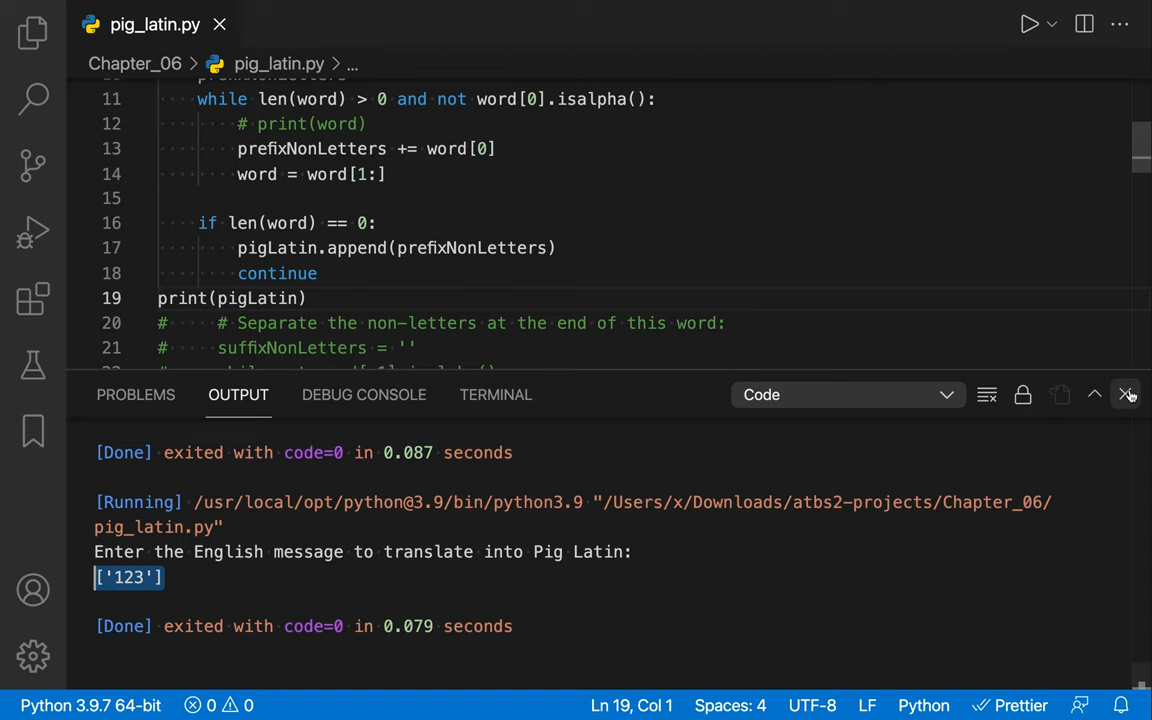 pig_latin.py
Chapter_06 > pig_latin.py > ...
11 while len(word) > 0 and not word[0].isalpha():
12 # print(word)
13 prefixNonLetters += word[0]
14 word = word[1:]
15
16 if len(word) == 0:
17 pigLatin.append(prefixNonLetters)
18 continue
19 print(pigLatin)
20 # # Separate the non-letters at the end of this word:
21 # suffixNonLetters = ''
PROBLEMS OUTPUT DEBUG CONSOLE TERMINAL Code
[Done] exited with code=0 in 0.087 seconds
[Running] /usr/local/opt/python@3.9/bin/python3.9 "/Users/x/Downloads/atbs2-projects/Chapter_06/
pig_latin.py"
Enter the English message to translate into Pig Latin:
['123']
[Done] exited with code=0 in 0.079 seconds
Python 3.9.7 64-bit 0 0 Ln 19, Col 1 Spaces: 4 UTF-8 LF Python Prettier